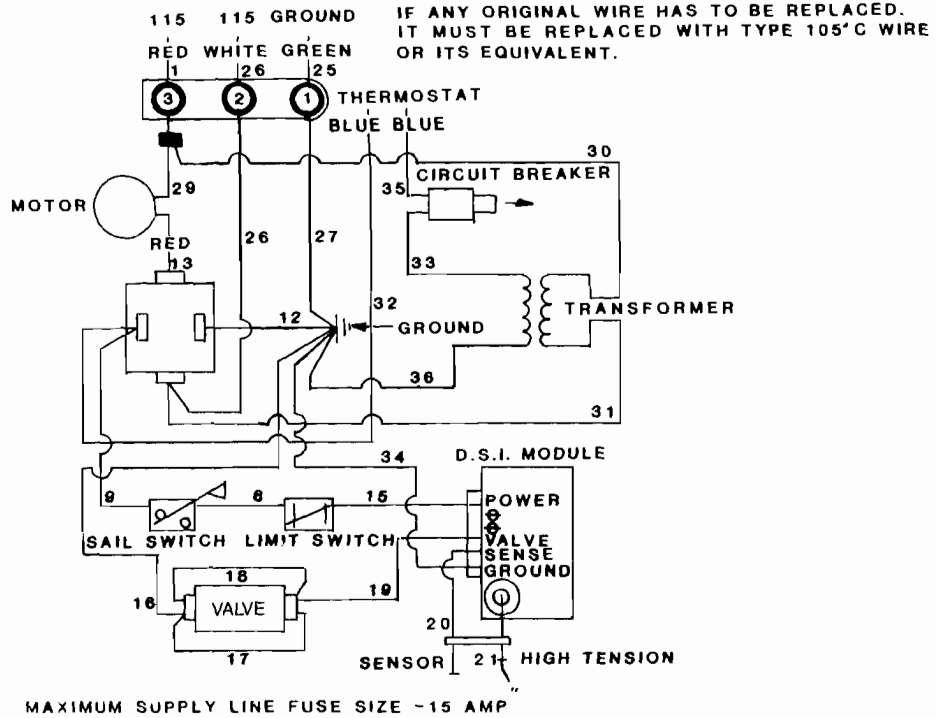 115 115 GROUND
RED WHITE GREEN
1 26 25
IF ANY ORIGINAL WIRE HAS TO BE REPLACED.
IT MUST BE REPLACED WITH TYPE 105°C WIRE
OR ITS EQUIVALENT.
3 2 1
THERMOSTAT
BLUE BLUE
30
CIRCUIT BREAKER
35
29
MOTOR
RED
13
26
27
33
32
TRANSFORMER
12
GROUND
36
31
34
D.S.I. MODULE
9
6
15
POWER
SAIL SWITCH
LIMIT SWITCH
VALVE
SENSE
GROUND
18
19
16
VALVE
17
20
SENSOR
21
HIGH TENSION
"
MAXIMUM SUPPLY LINE FUSE SIZE -15 AMP